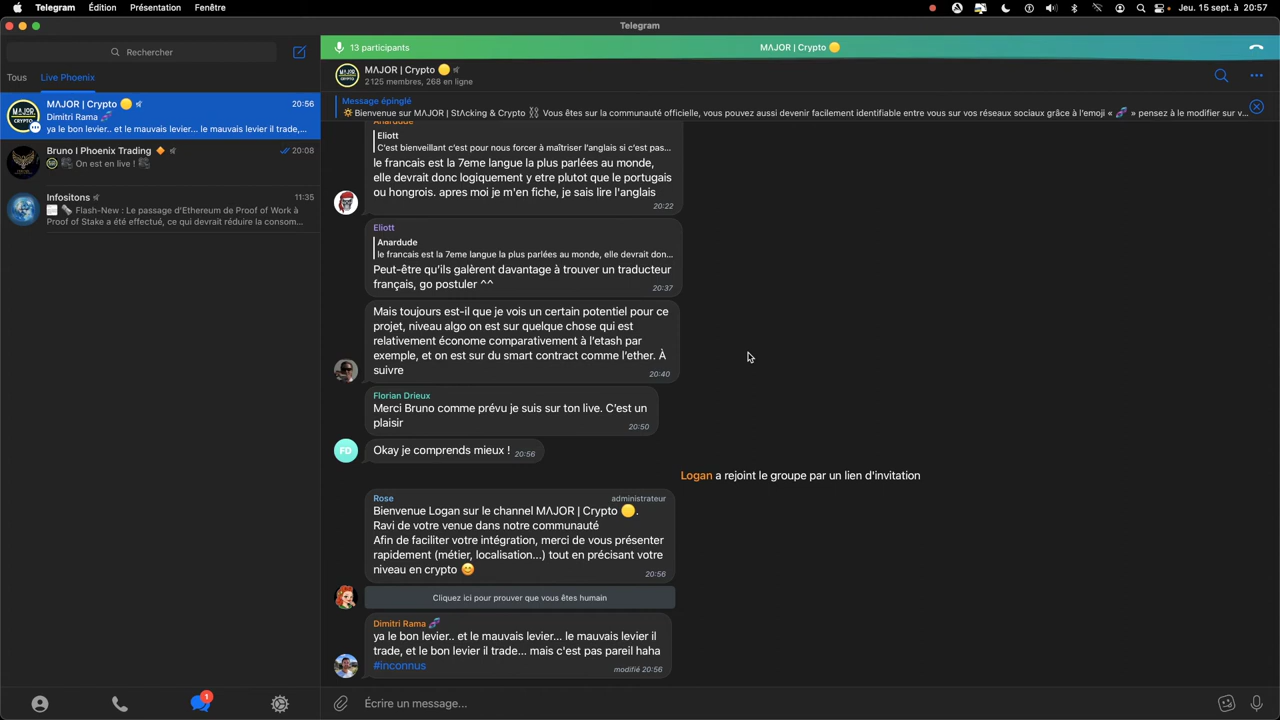 Telegram Édition Présentation Fenêtre
Jeu. 15 sept. à 20:57
Telegram
Rechercher
Tous Live Phoenix
MΛJOR | Crypto 🟡 20:56
Dimitri Rama 🧬
ya le bon levier.. et le mauvais levier... le mauvais levier il trade,...
Bruno I Phoenix Trading 🔸 20:08
On est en live !
Infositons 11:35
Flash-New : Le passage d'Ethereum de Proof of Work à
Proof of Stake a été effectué, ce qui devrait réduire la consom...
1
13 participants
MΛJOR | Crypto 🟡
MAJOR
CRYPTO
MΛJOR | Crypto 🟡
2 125 membres, 268 en ligne
Message épinglé
🔅Bienvenue sur MΛJOR | StΛcking & Crypto ⛓ Vous êtes sur la communauté officielle, vous pouvez aussi devenir facilement identifiable entre vous sur vos réseaux sociaux grâce à l'emoji « 🧬 » pensez à le modifier sur v...
Anardude
Eliott
C'est bienveillant c'est pour nous forcer à maîtriser l'anglais si c'est pas...
le francais est la 7eme langue la plus parlées au monde,
elle devrait donc logiquement y etre plutot que le portugais
ou hongrois. apres moi je m'en fiche, je sais lire l'anglais
20:22
Eliott
Anardude
le francais est la 7eme langue la plus parlées au monde, elle devrait don...
Peut-être qu'ils galèrent davantage à trouver un traducteur
français, go postuler ^^
20:37
Mais toujours est-il que je vois un certain potentiel pour ce
projet, niveau algo on est sur quelque chose qui est
relativement économe comparativement à l'etash par
exemple, et on est sur du smart contract comme l'ether. À
suivre
20:40
Florian Drieux
Merci Bruno comme prévu je suis sur ton live. C'est un
plaisir
20:50
FD
Okay je comprends mieux ! 20:56
Logan a rejoint le groupe par un lien d'invitation
Rose administrateur
Bienvenue Logan sur le channel MΛJOR | Crypto 🟡.
Ravi de votre venue dans notre communauté
Afin de faciliter votre intégration, merci de vous présenter
rapidement (métier, localisation...) tout en précisant votre
niveau en crypto 😊
20:56
Cliquez ici pour prouver que vous êtes humain
Dimitri Rama 🧬
ya le bon levier.. et le mauvais levier... le mauvais levier il
trade, et le bon levier il trade... mais c'est pas pareil haha
#inconnus
modifié 20:56
Écrire un message...